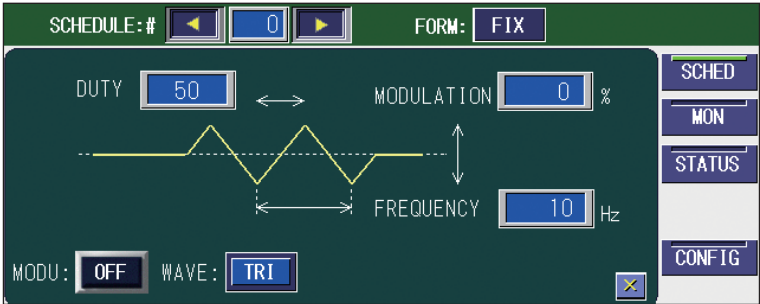 SCHEDULE:# 0 FORM: FIX
SCHED
DUTY 50 MODULATION 0 %
MON
STATUS
FREQUENCY 10 Hz
CONFIG
MODU: OFF WAVE: TRI